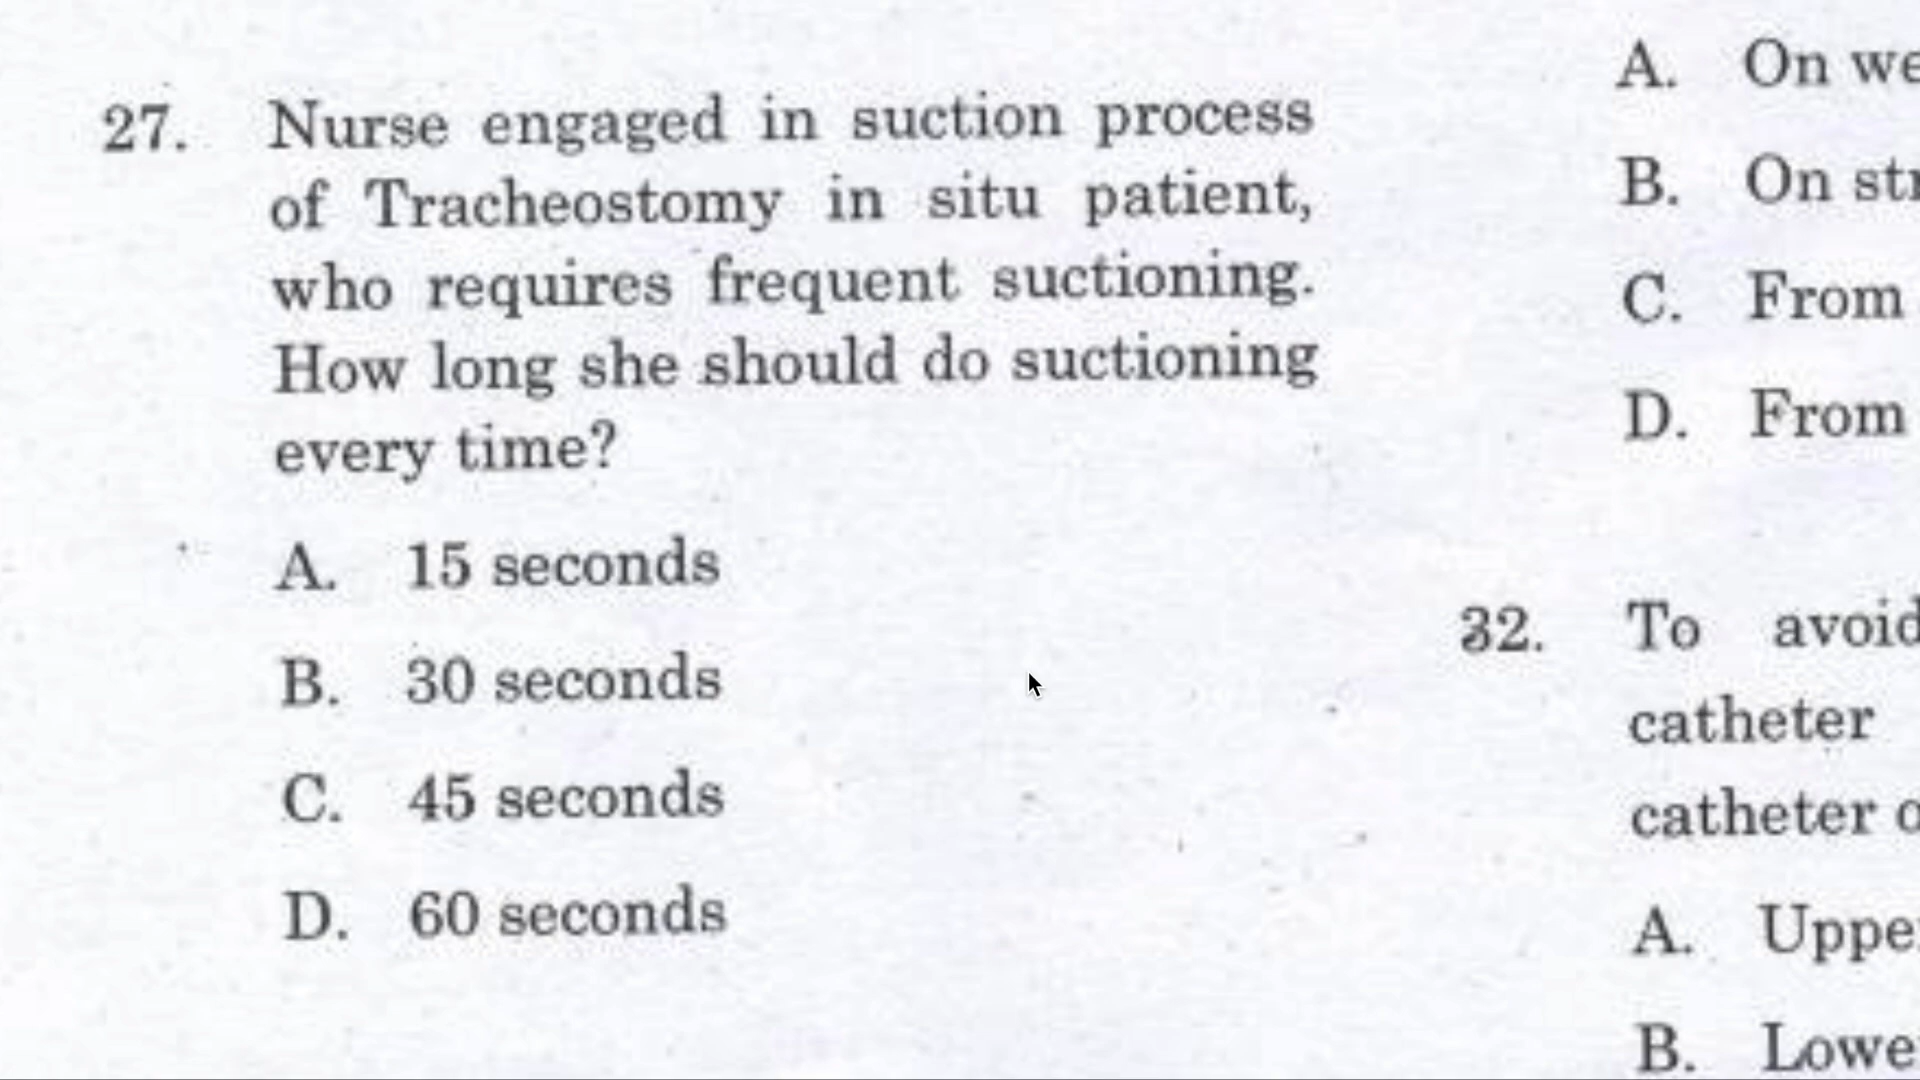 27. Nurse engaged in suction process
of Tracheostomy in situ patient,
who requires frequent suctioning.
How long she should do suctioning
every time?
A. 15 seconds
B. 30 seconds
C. 45 seconds
D. 60 seconds
A. On
B. On
C. From
D. From
32. To avoid
catheter
catheter
A.
B.